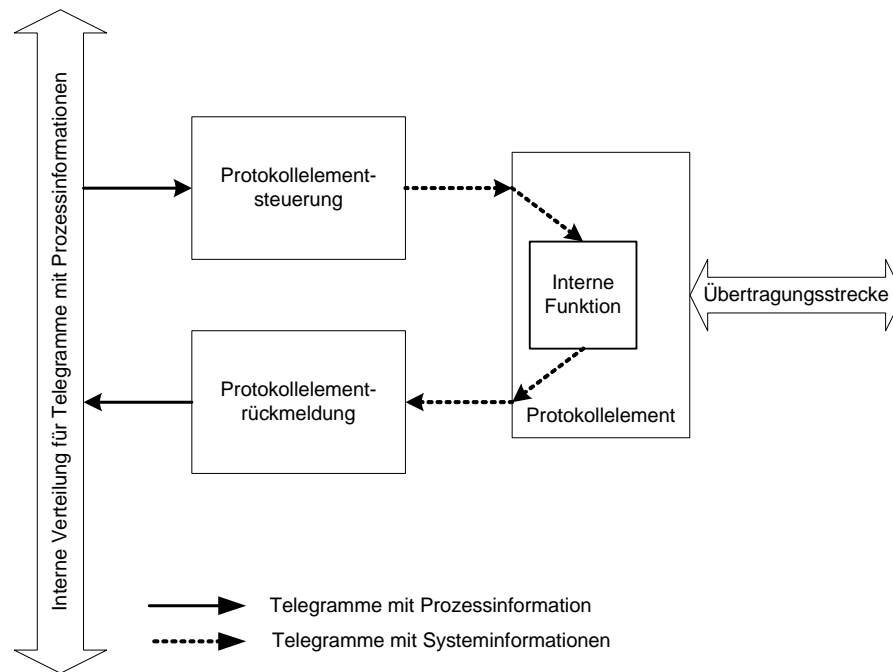 Interne Verteilung für Telegramme mit Prozessinformationen
Protokollelement-
steuerung
Interne
Funktion
Übertragungsstrecke
Protokollelement-
rückmeldung
Protokollelement
Telegramme mit Prozessinformation
Telegramme mit Systeminformationen